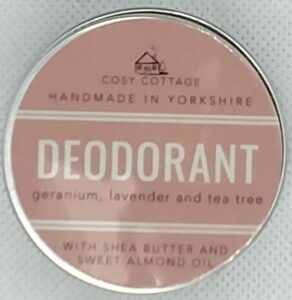 COSY COTTAGE
HANDMADE IN YORKSHIRE
DEODORANT
geranium, lavender and tea tree
WITH SHEA BUTTER AND
SWEET ALMOND OIL